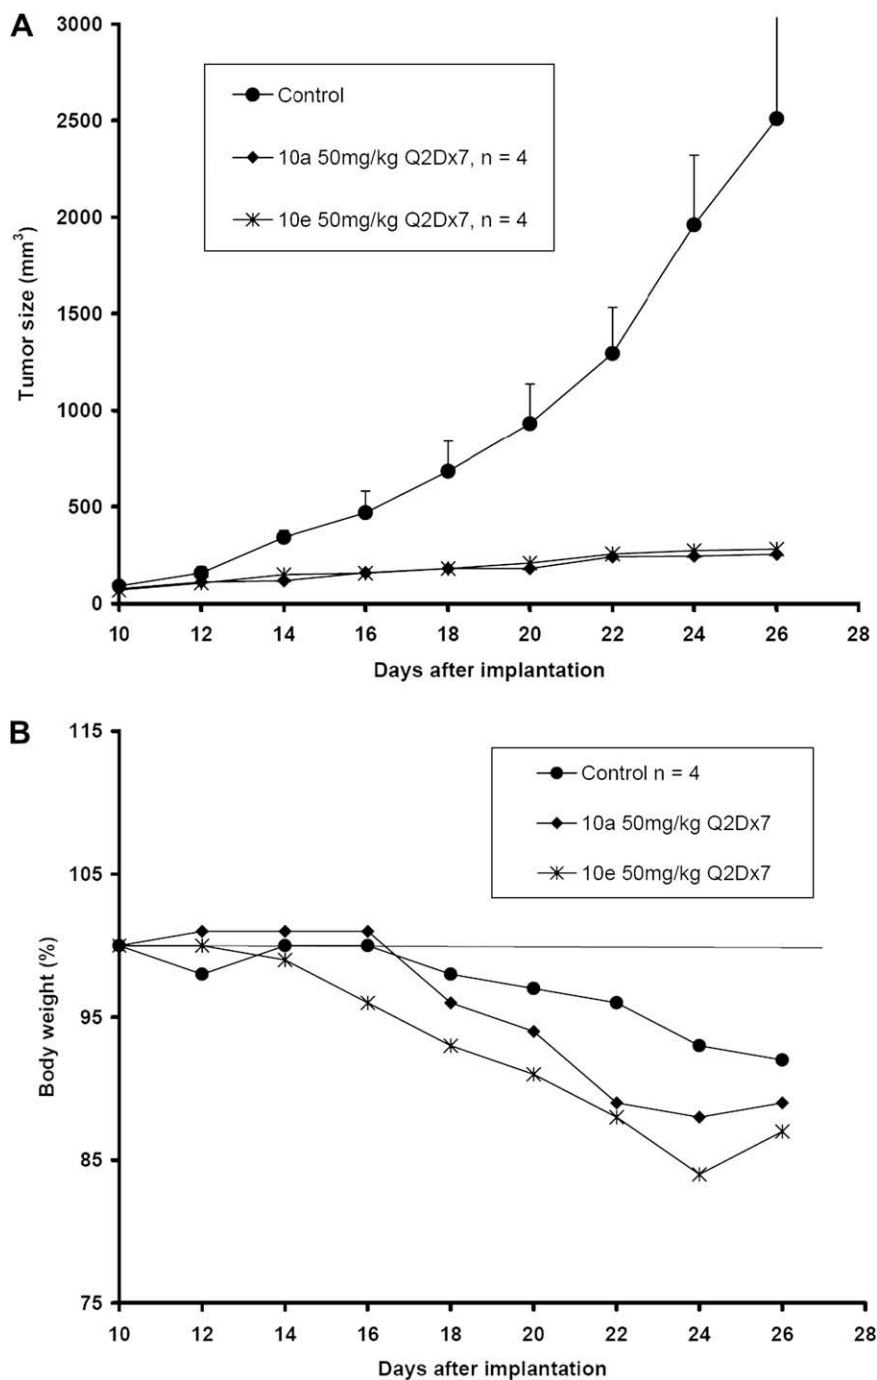 A
3000
2500
2000
1500
1000
500
0
Tumor size (mm³)
Control
10a 50mg/kg Q2Dx7, n = 4
10e 50mg/kg Q2Dx7, n = 4
10 12 14 16 18 20 22 24 26 28
Days after implantation
B
115
105
95
85
75
Body weight (%)
Control n = 4
10a 50mg/kg Q2Dx7
10e 50mg/kg Q2Dx7
10 12 14 16 18 20 22 24 26 28
Days after implantation